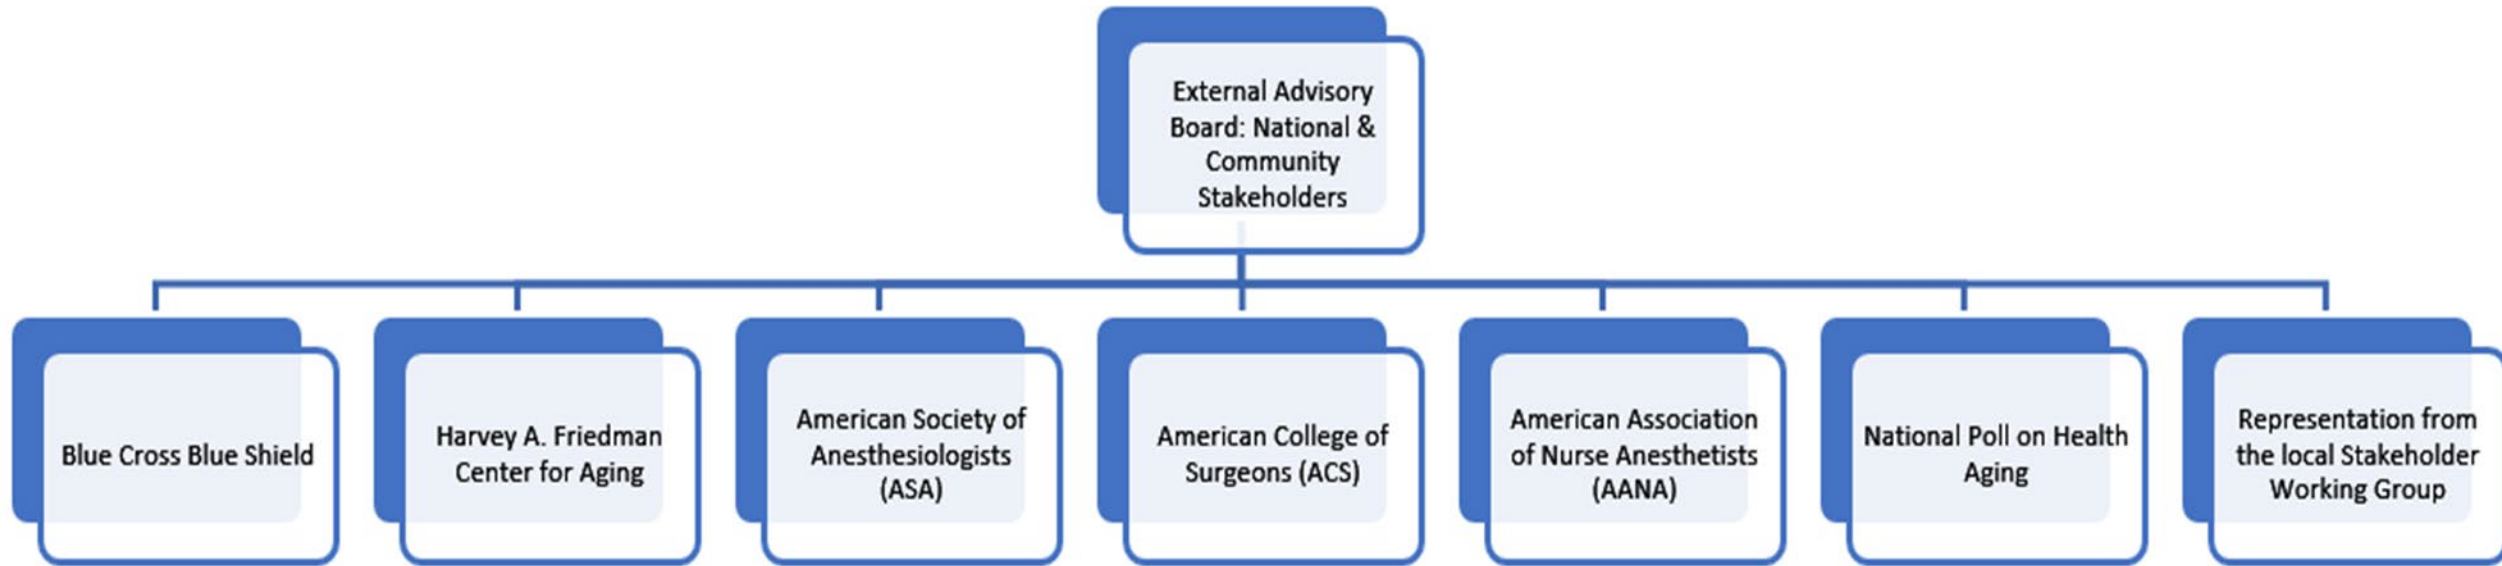 External Advisory
Board: National &
Community
Stakeholders
Blue Cross Blue Shield
Harvey A. Friedman
Center for Aging
American Society of
Anesthesiologists
(ASA)
American College of
Surgeons (ACS)
American Association
of Nurse Anesthetists
(AANA)
National Poll on Health
Aging
Representation from
the local Stakeholder
Working Group